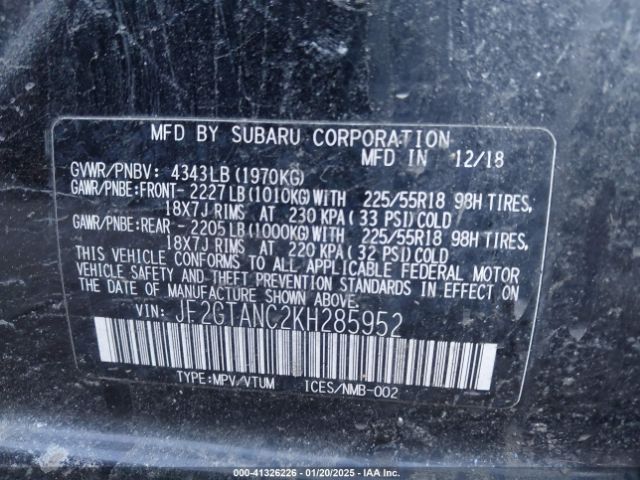 MFD BY SUBARU CORPORATION
MFD IN 12/18
GVWR/PNBV: 4343LB(1970KG)
GAWR/PNBE:FRONT-2227LB(1010KG)WITH 225/55R18 98H TIRES,
18X7J RIMS AT 230 KPA(33 PSI)COLD
GAWR/PNBE:REAR -2205LB(1000KG)WITH 225/55R18 98H TIRES,
18X7J RIMS AT 220 KPA(32 PSI)COLD
THIS VEHICLE CONFORMS TO ALL APPLICABLE FEDERAL MOTOR
VEHICLE SAFETY AND THEFT PREVENTION STANDARDS IN EFFECT ON
THE DATE OF MANUFACTURE SHOWN ABOVE.
VIN: JF2GTANC2KH285952
TYPE:MPV/VTUM ICES/NMB-002
000-41326226 - 01/20/2025 - IAA Inc.